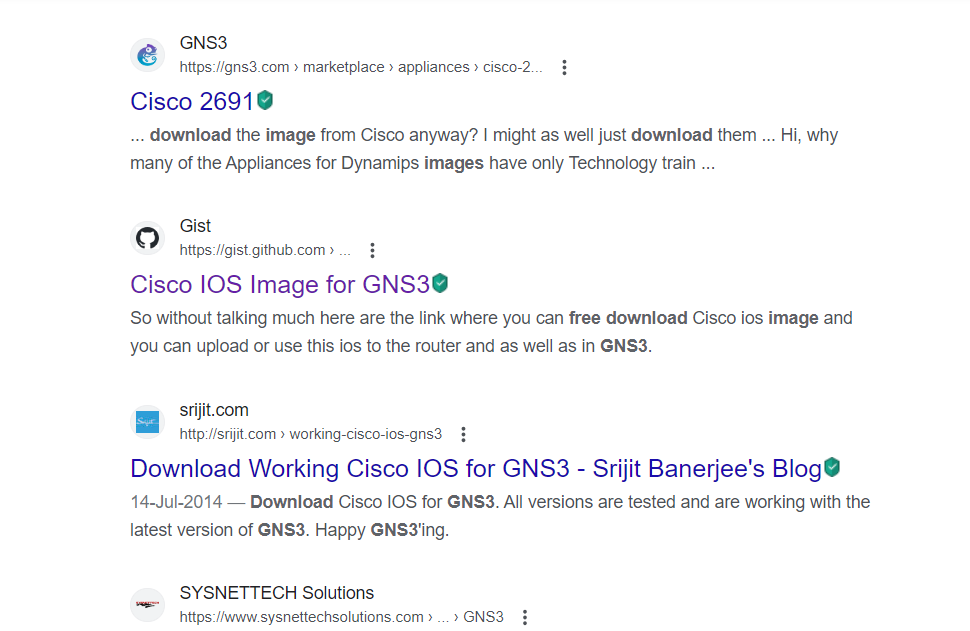 GNS3
https://gns3.com › marketplace › appliances › cisco-2...
Cisco 2691
... download the image from Cisco anyway? I might as well just download them ... Hi, why
many of the Appliances for Dynamips images have only Technology train ...
Gist
https://gist.github.com › ...
Cisco IOS Image for GNS3
So without talking much here are the link where you can free download Cisco ios image and
you can upload or use this ios to the router and as well as in GNS3.
srijit.com
http://srijit.com › working-cisco-ios-gns3
Download Working Cisco IOS for GNS3 - Srijit Banerjee's Blog
14-Jul-2014 — Download Cisco IOS for GNS3. All versions are tested and are working with the
latest version of GNS3. Happy GNS3'ing.
SYSNETTECH Solutions
https://www.sysnettechsolutions.com › ... › GNS3